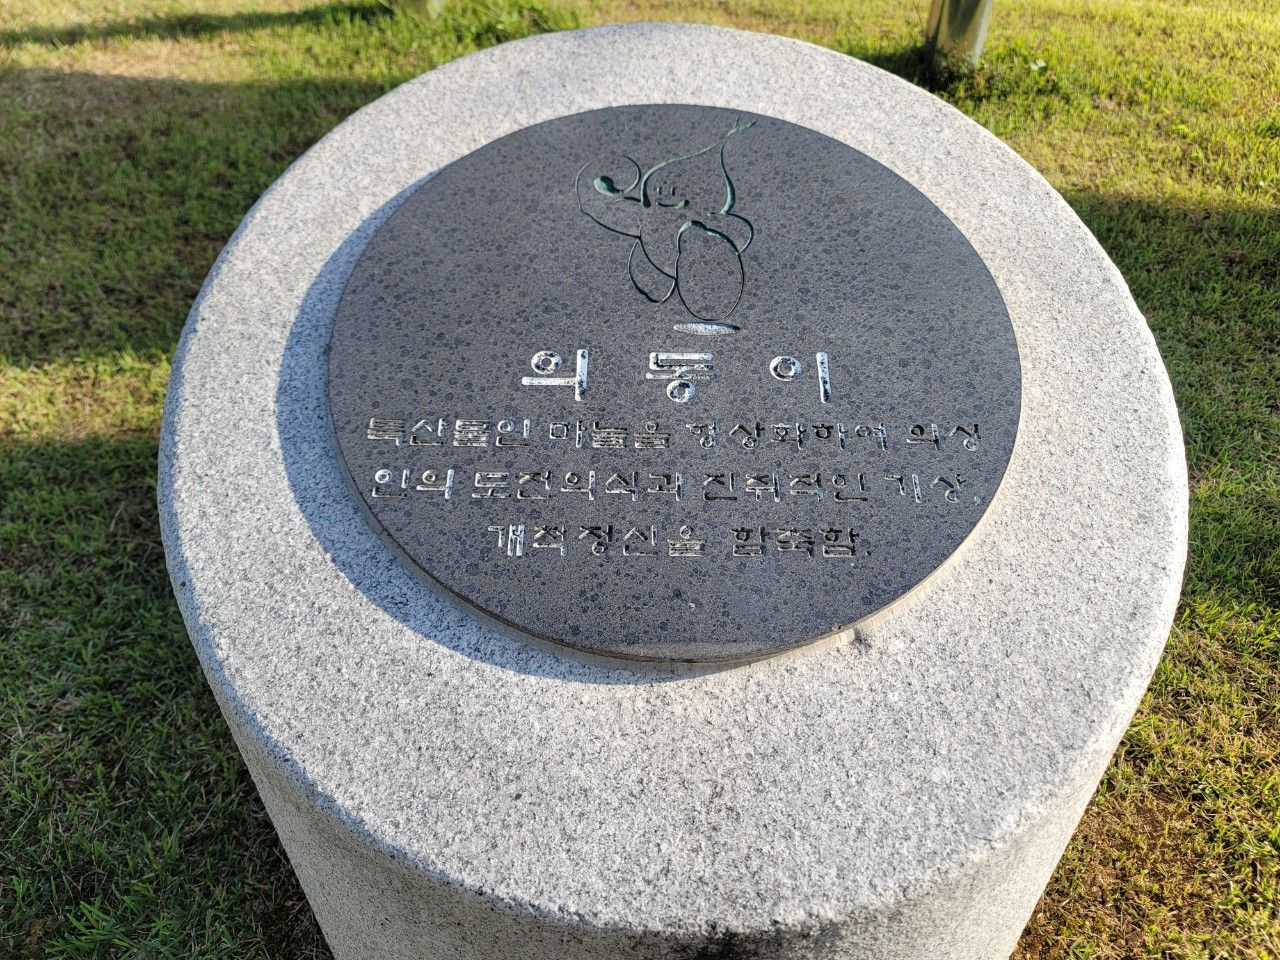 의동이
특산물인 마늘을 형상화하여 의성
인의 도전의식과 진취적인 기상,
개척정신을 함축함.